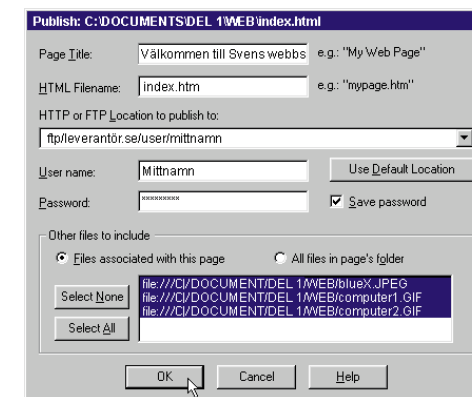 Publish: C:\DOCUMENTS\DEL 1\WEB\index.html
Page Title: Välkommen till Svens webbs e.g.: "My Web Page"
HTML Filename: index.htm e.g.: "mypage.htm"
HTTP or FTP Location to publish to:
ftp/leverantör.se/user/mittnamn
User name: Mittnamn Use Default Location
Password: ********* Save password
Other files to include
Files associated with this page All files in page's folder
Select None
Select All
file:///C|/DOCUMENT/DEL 1/WEB/blueX.JPEG
file:///C|/DOCUMENT/DEL 1/WEB/computer1.GIF
file:///C|/DOCUMENT/DEL 1/WEB/computer2.GIF
OK Cancel Help